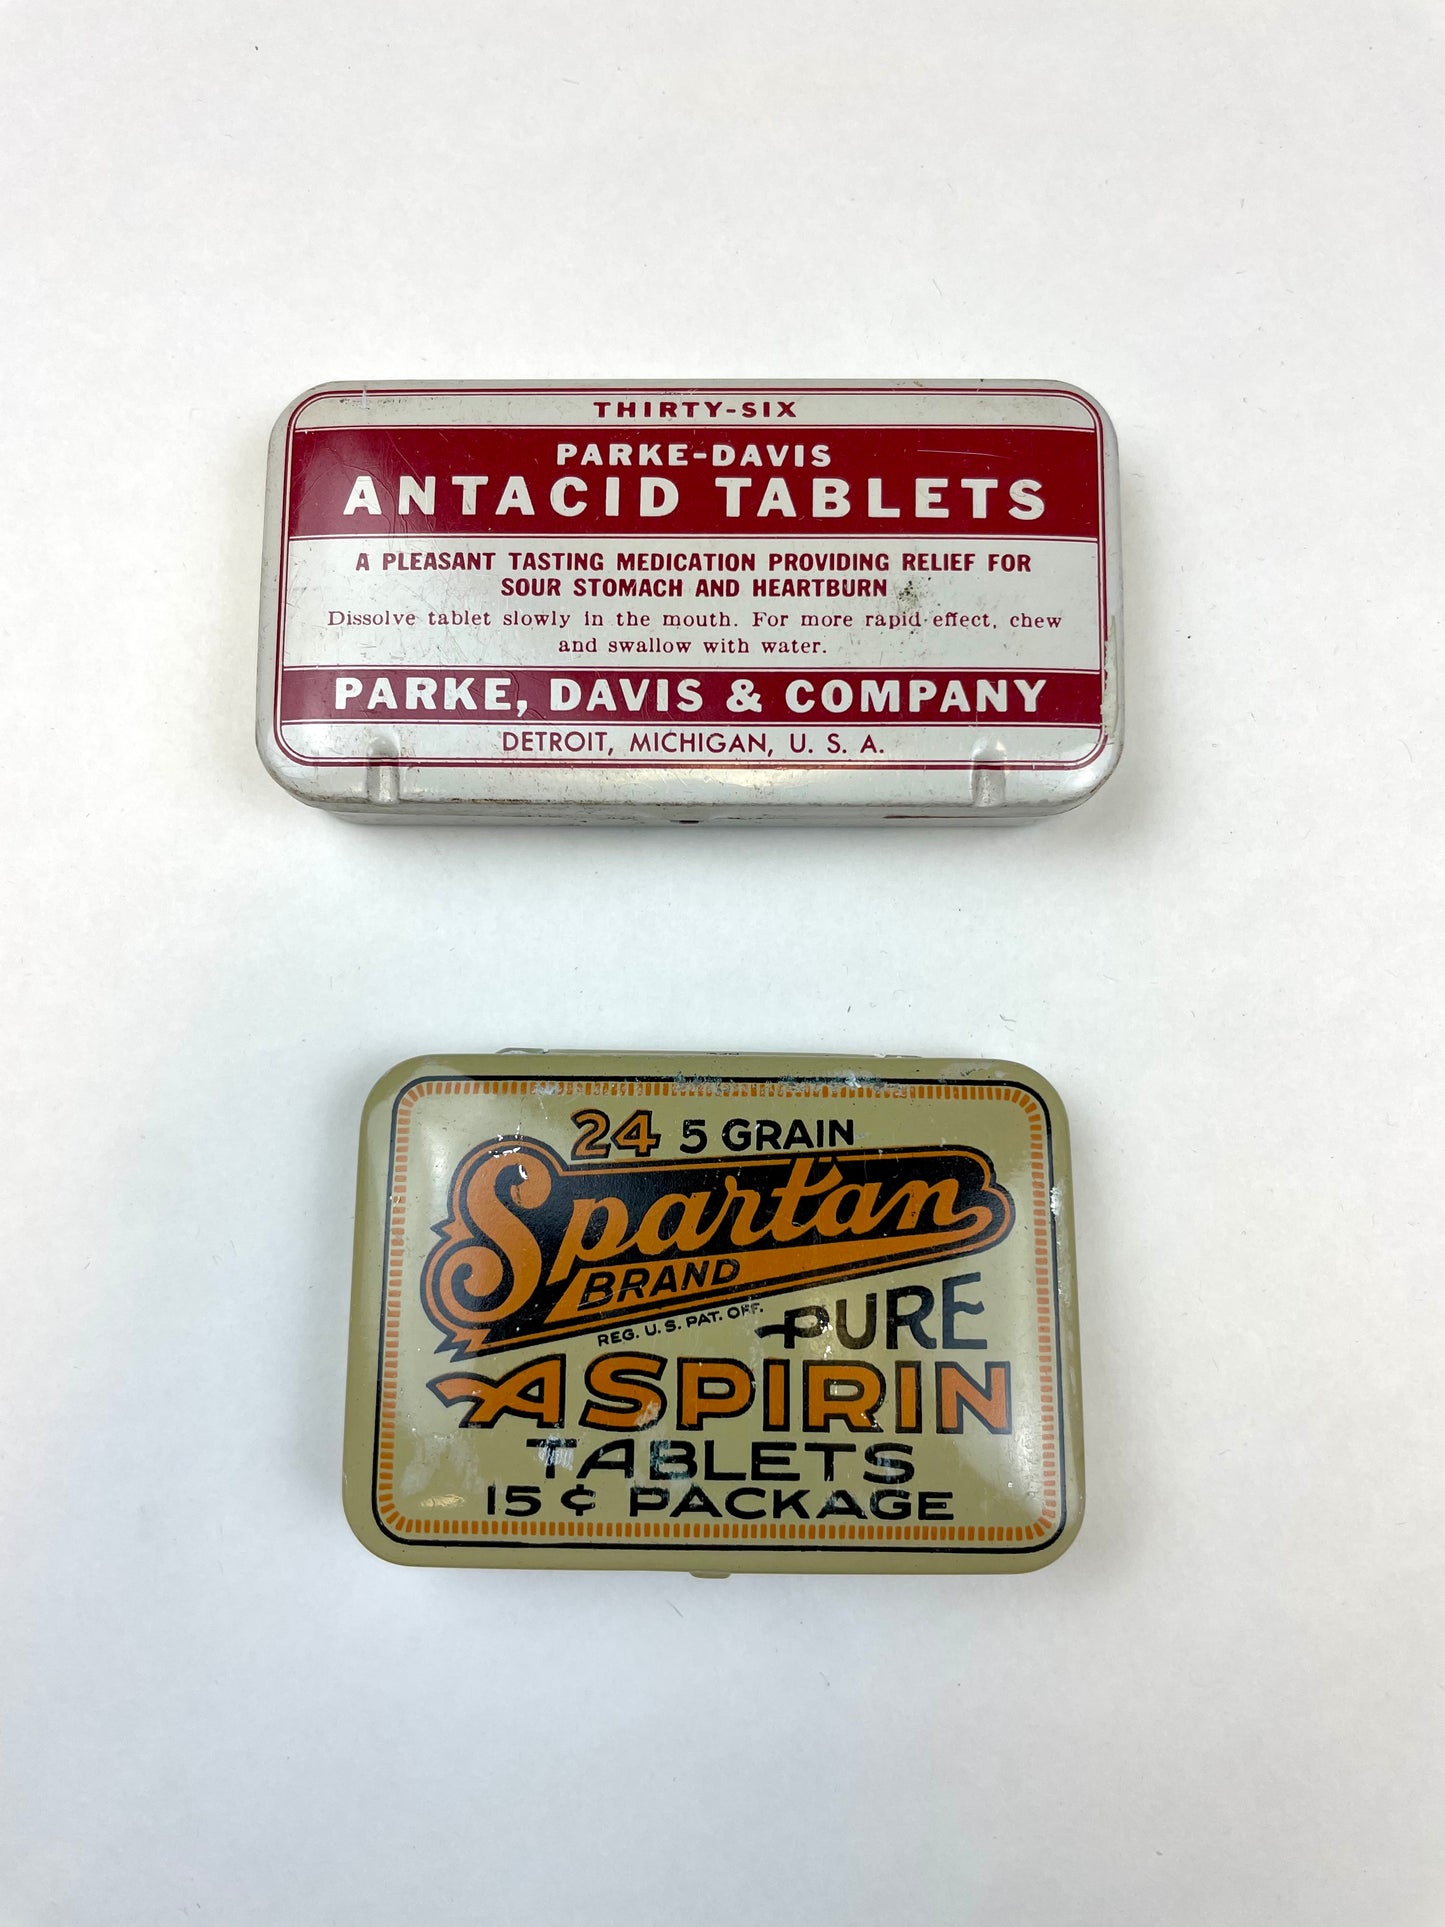 THIRTY-SIX
PARKE-DAVIS
ANTACID TABLETS
A PLEASANT TASTING MEDICATION PROVIDING RELIEF FOR
SOUR STOMACH AND HEARTBURN
Dissolve tablet slowly in the mouth. For more rapid effect, chew
and swallow with water.
PARKE, DAVIS & COMPANY
DETROIT, MICHIGAN, U. S. A.
24 5 GRAIN
Spartan
BRAND
REG. U. S. PAT. OFF.
PURE
ASPIRIN
TABLETS
15¢ PACKAGE